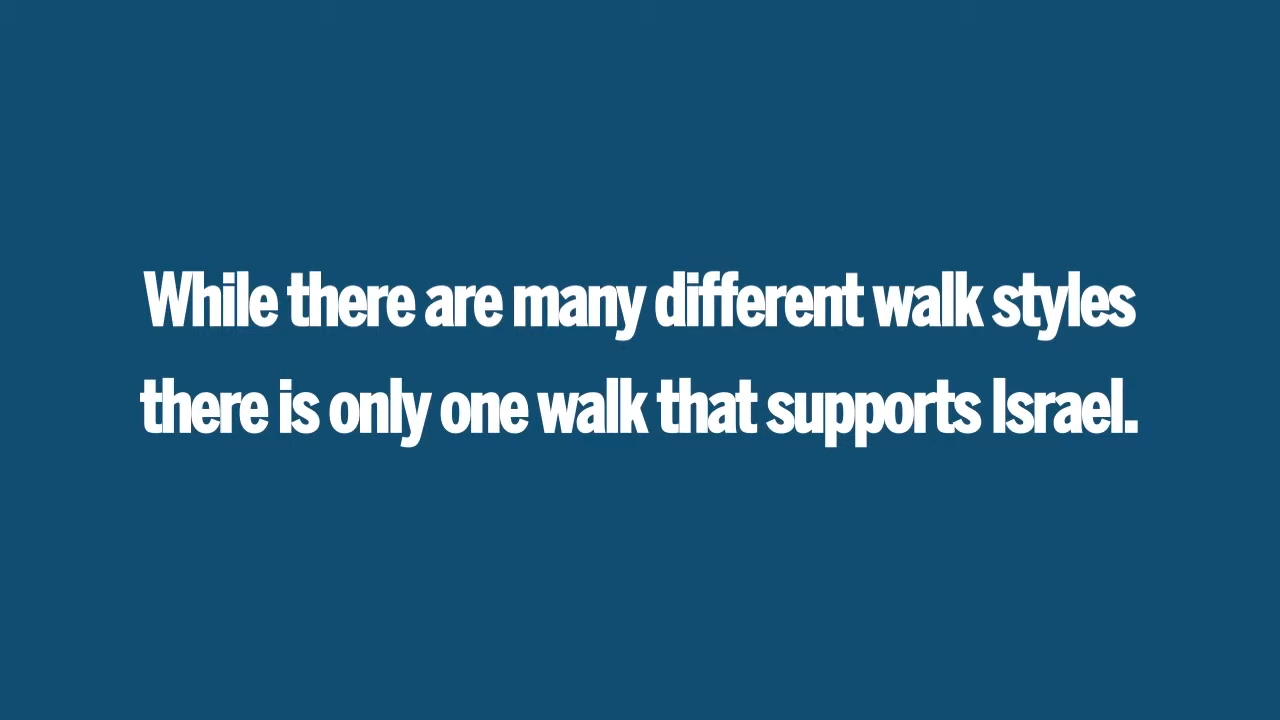 While there are many different walk styles
there is only one walk that supports Israel.